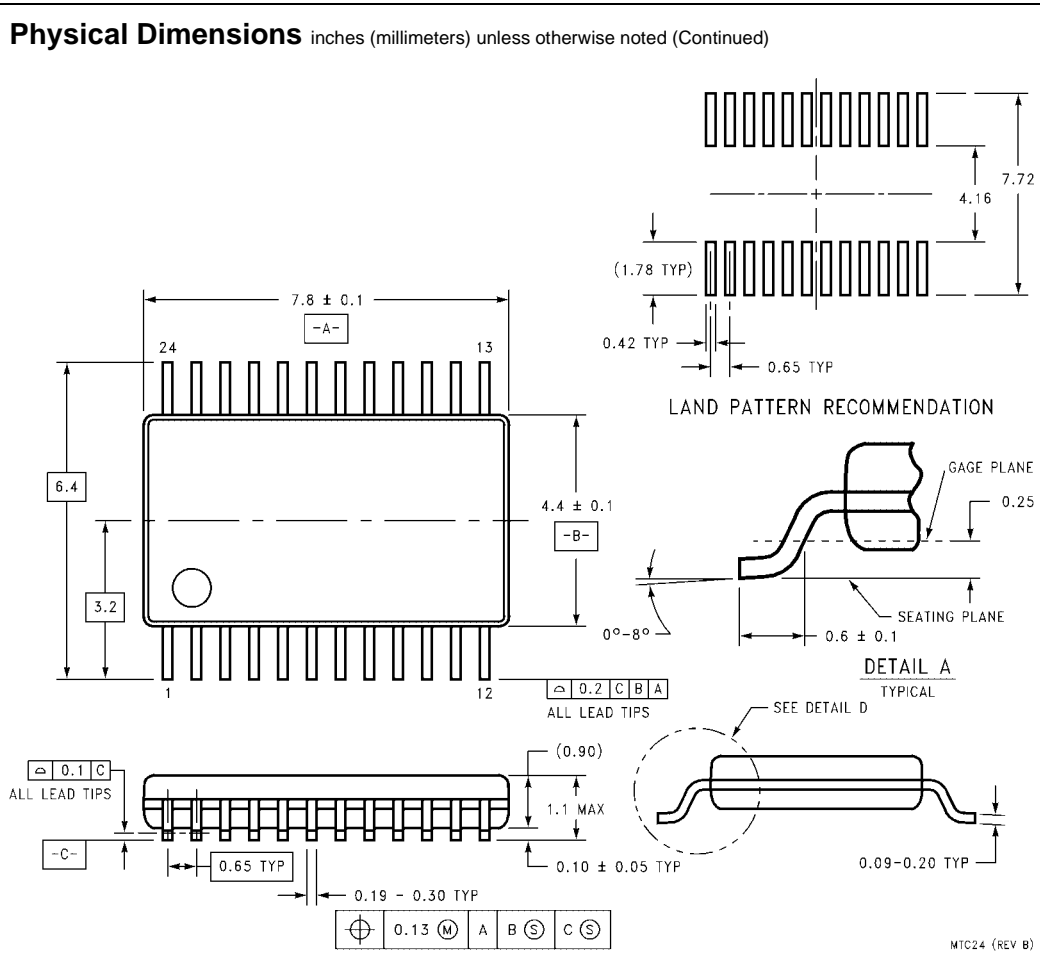 Physical Dimensions inches (millimeters) unless otherwise noted (Continued)
7.72
4.16
(1.78 TYP)
0.42 TYP
0.65 TYP
LAND PATTERN RECOMMENDATION
7.8 ± 0.1
-A-
24
13
6.4
4.4 ± 0.1
-B-
3.2
1
12
⌓ 0.2 C B A
ALL LEAD TIPS
GAGE PLANE
0.25
SEATING PLANE
0°-8°
0.6 ± 0.1
DETAIL A
TYPICAL
SEE DETAIL D
(0.90)
⌓ 0.1 C
ALL LEAD TIPS
1.1 MAX
-C-
0.65 TYP
0.10 ± 0.05 TYP
0.09-0.20 TYP
0.19 - 0.30 TYP
⌖ 0.13 Ⓜ A B Ⓢ C Ⓢ
MTC24 (REV B)